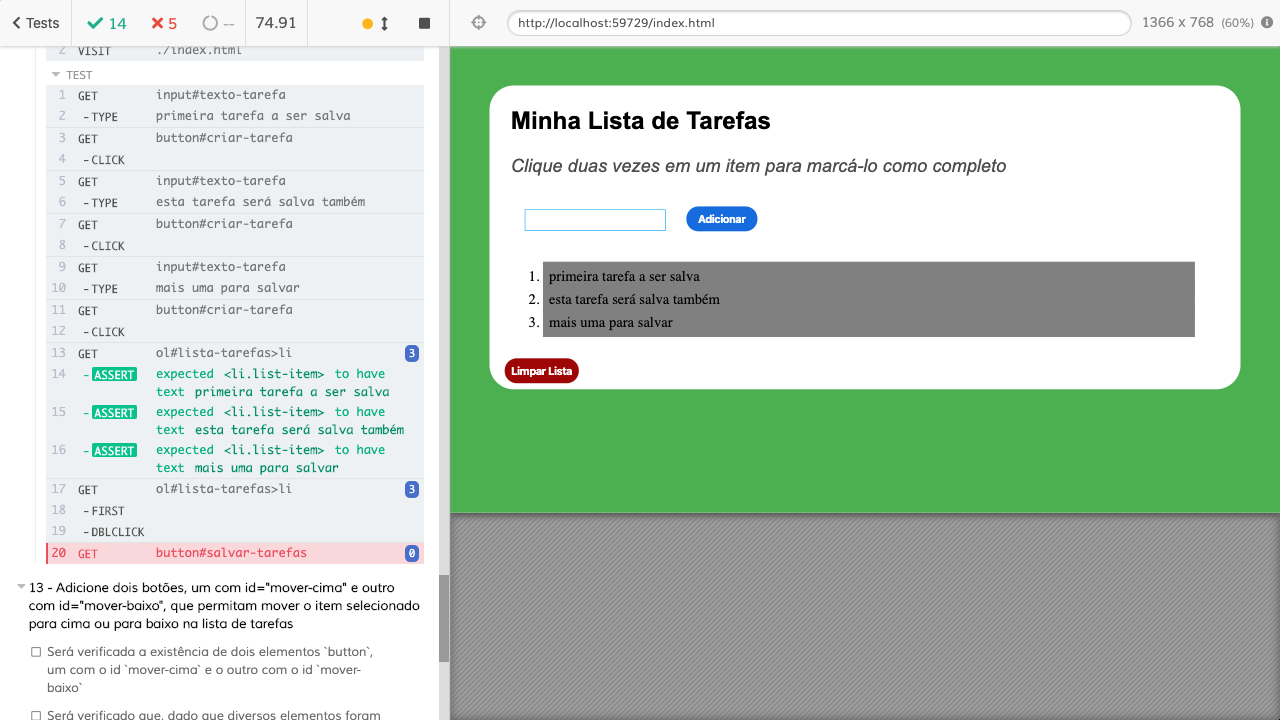 Tests 14 5 -- 74.91 http://localhost:59729/index.html 1366 x 768 (60%)
2 VISIT ./index.html
TEST
1 GET input#texto-tarefa
2 -TYPE primeira tarefa a ser salva
3 GET button#criar-tarefa
4 -CLICK
5 GET input#texto-tarefa
6 -TYPE esta tarefa será salva também
7 GET button#criar-tarefa
8 -CLICK
9 GET input#texto-tarefa
10 -TYPE mais uma para salvar
11 GET button#criar-tarefa
12 -CLICK
13 GET ol#lista-tarefas>li 3
14 -ASSERT expected <li.list-item> to have
text primeira tarefa a ser salva
15 -ASSERT expected <li.list-item> to have
text esta tarefa será salva também
16 -ASSERT expected <li.list-item> to have
text mais uma para salvar
17 GET ol#lista-tarefas>li 3
18 -FIRST
19 -DBLCLICK
20 GET button#salvar-tarefas 0
13 - Adicione dois botões, um com id="mover-cima" e outro
com id="mover-baixo", que permitam mover o item selecionado
para cima ou para baixo na lista de tarefas
Será verificada a existência de dois elementos `button`,
um com o id `mover-cima` e o outro com o id `mover-
baixo`
Será verificado que, dado que diversos elementos foram
Minha Lista de Tarefas
Clique duas vezes em um item para marcá-lo como completo
Adicionar
1. primeira tarefa a ser salva
2. esta tarefa será salva também
3. mais uma para salvar
Limpar Lista